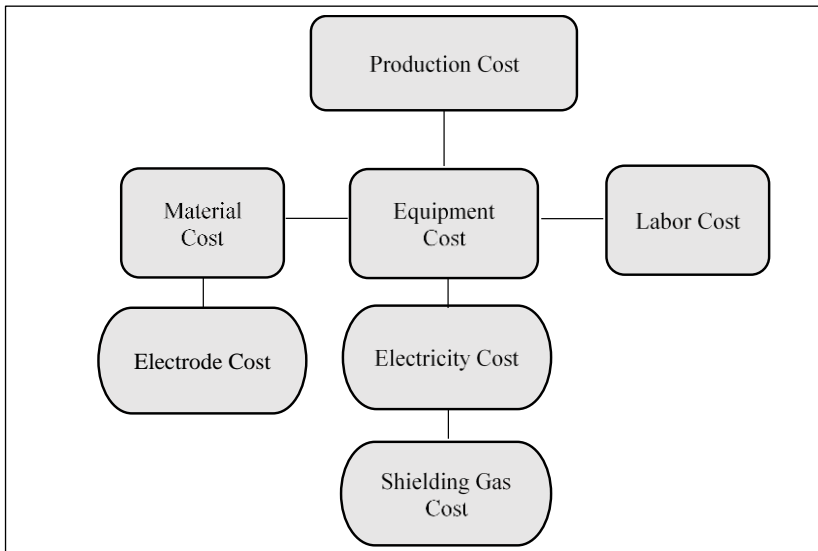 Production Cost
Material
Cost
Equipment
Cost
Labor Cost
Electrode Cost
Electricity Cost
Shielding Gas
Cost